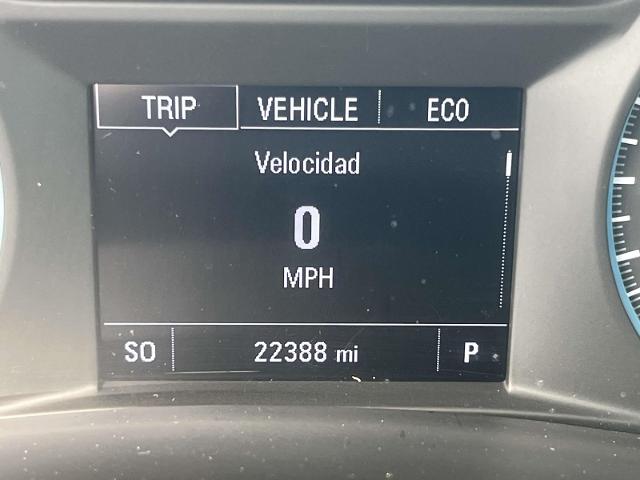 TRIP VEHICLE ECO
Velocidad
0
MPH
SO 22388 mi P